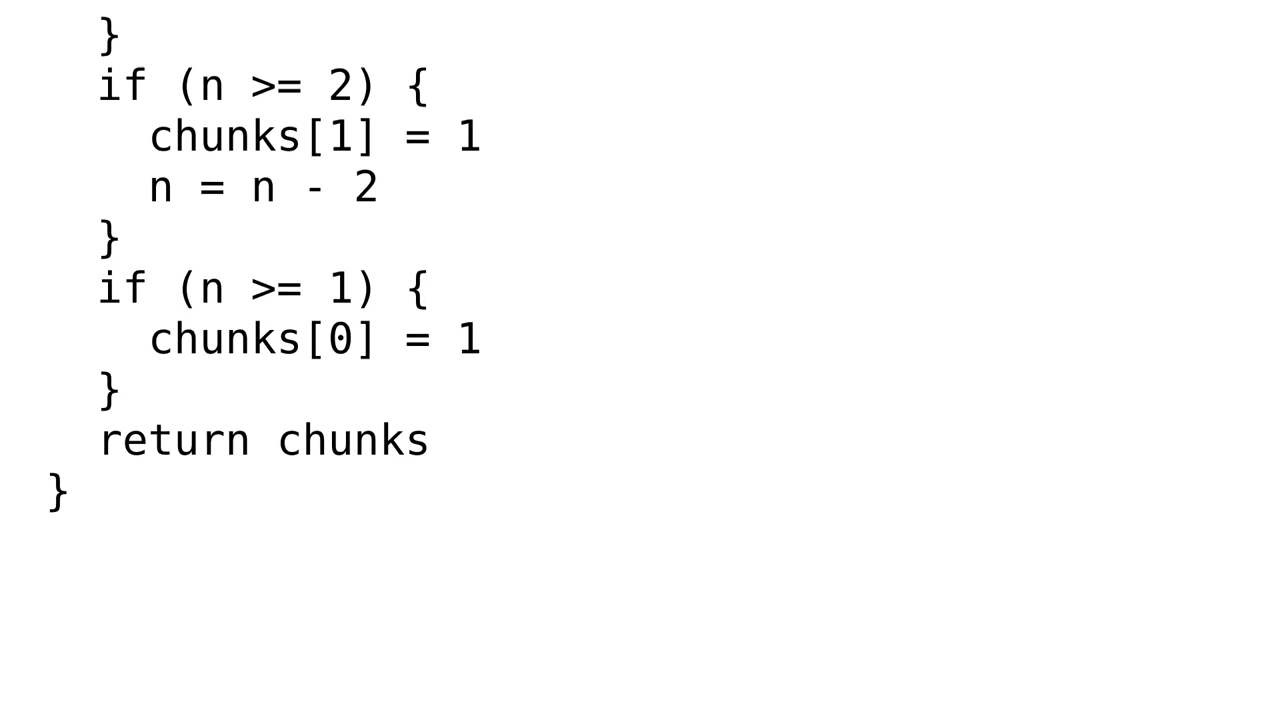 }
  if (n >= 2) {
    chunks[1] = 1
    n = n - 2
  }
  if (n >= 1) {
    chunks[0] = 1
  }
  return chunks
}